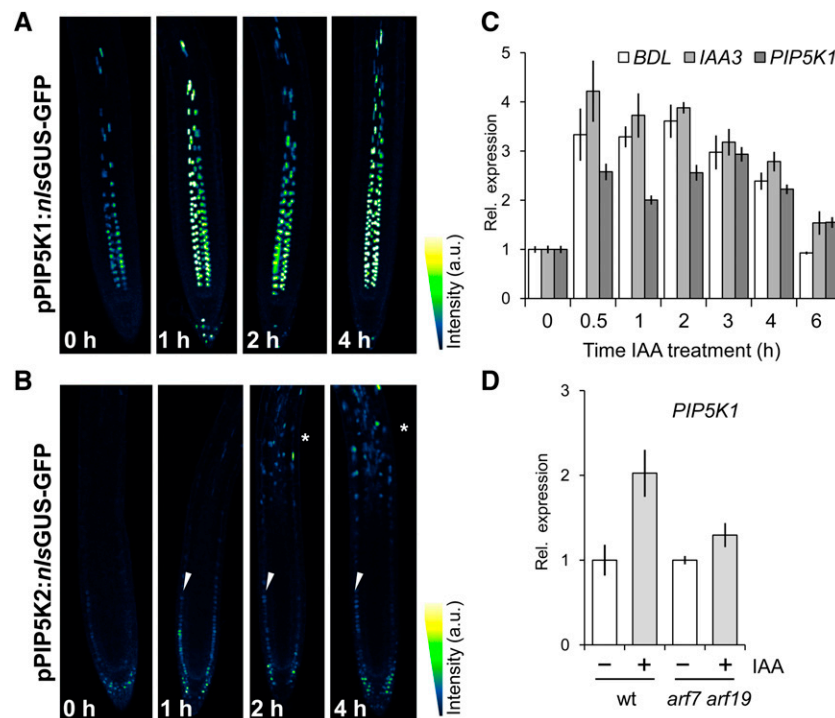 A
pPIP5K1:nlsGUS-GFP
0 h
1 h
2 h
4 h
Intensity (a.u.)
B
pPIP5K2:nlsGUS-GFP
*
*
0 h
1 h
2 h
4 h
Intensity (a.u.)
C
BDL IAA3 PIP5K1
Rel. expression
5
4
3
2
1
0
0 0.5 1 2 3 4 6
Time IAA treatment (h)
D
PIP5K1
Rel. expression
3
2
1
0
− + − + IAA
wt arf7 arf19